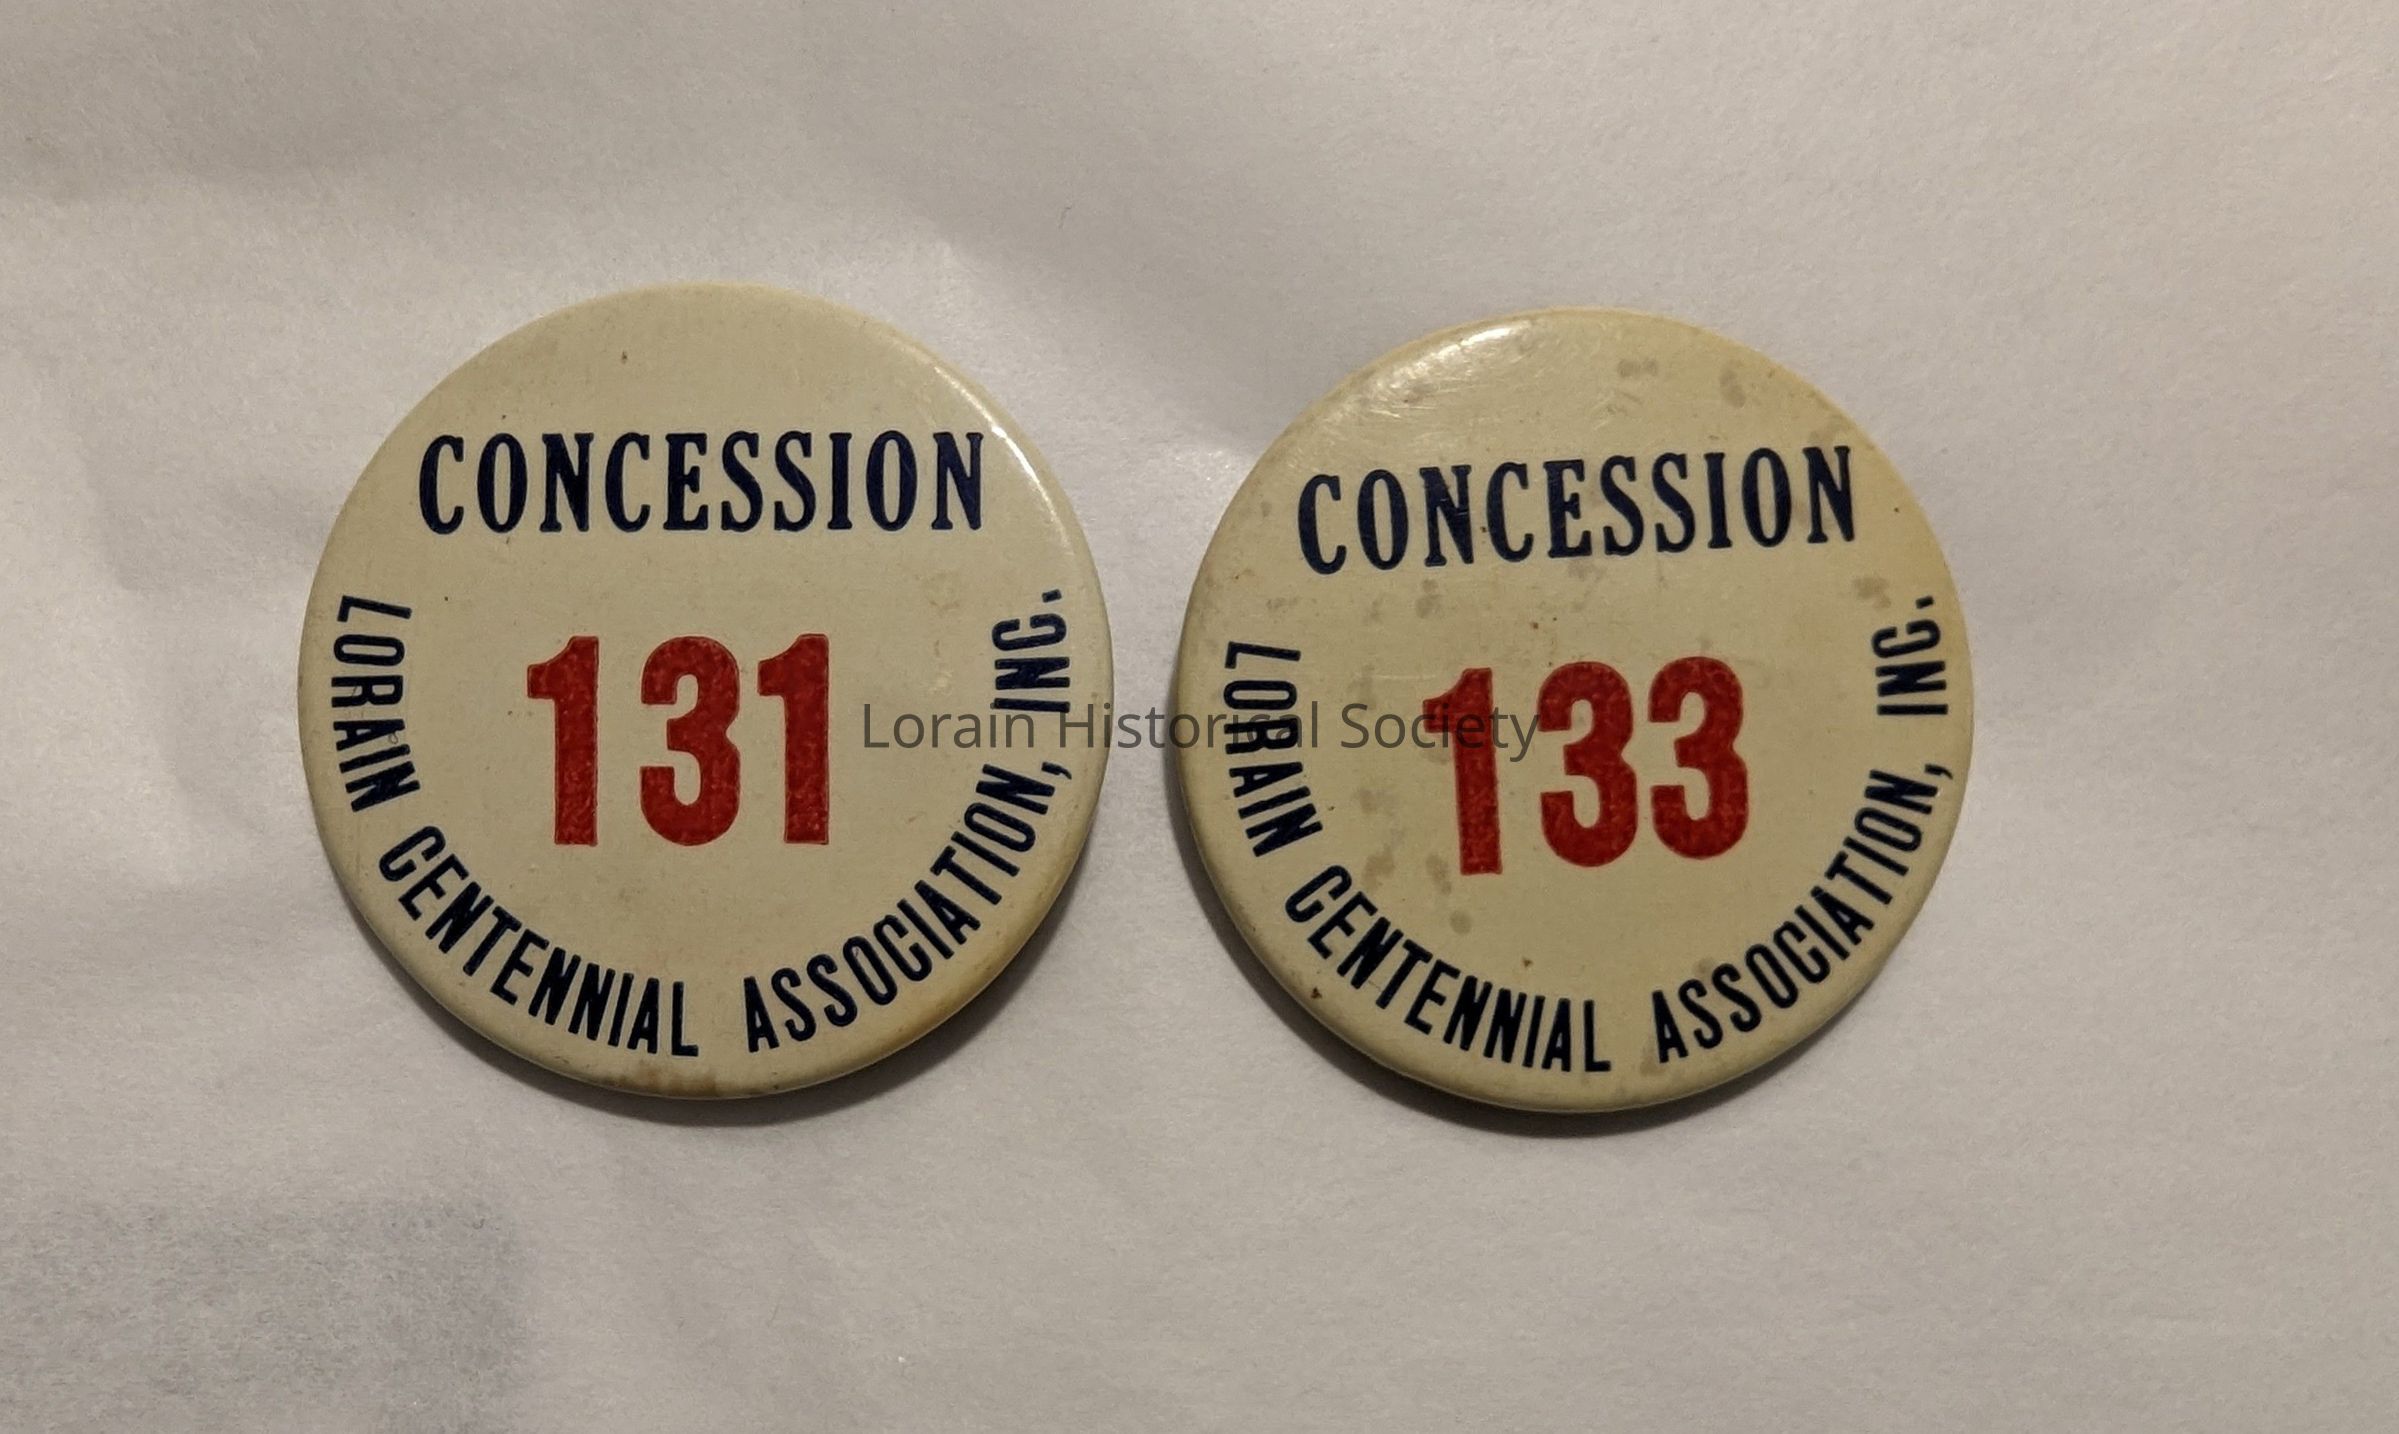 CONCESSION
131
LORAIN CENTENNIAL ASSOCIATION, INC.
CONCESSION
133
LORAIN CENTENNIAL ASSOCIATION, INC.
Lorain Historical Society